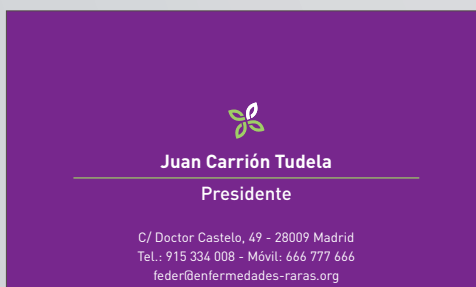 Juan Carrión Tudela
Presidente
C/ Doctor Castelo, 49 - 28009 Madrid
Tel.: 915 334 008 - Móvil: 666 777 666
feder@enfermedades-raras.org